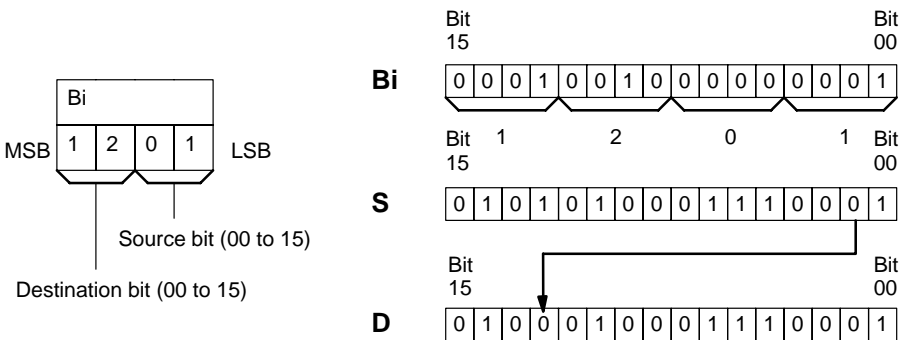 Bi
1 2 0 1
MSB
LSB
Source bit (00 to 15)
Destination bit (00 to 15)
Bit 15
Bit 00
Bi
0 0 0 1 0 0 1 0 0 0 0 0 0 0 0 1
1 2 0 1
Bit 15
Bit 00
S
0 1 0 1 0 1 0 0 0 1 1 1 0 0 0 1
Bit 15
Bit 00
D
0 1 0 0 0 1 0 0 0 1 1 1 0 0 0 1